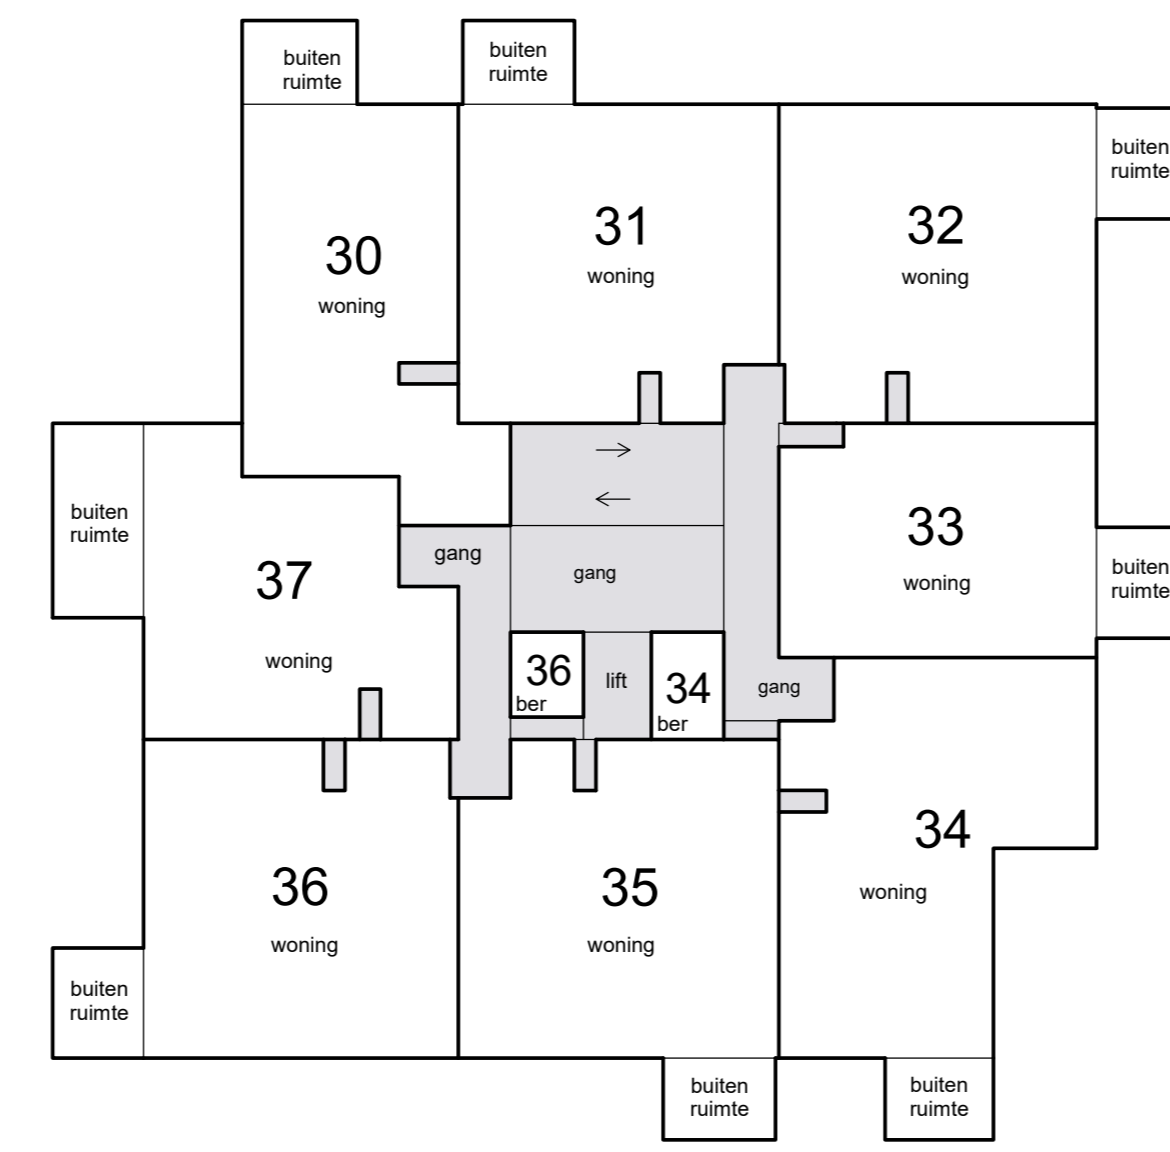 buiten
ruimte
buiten
ruimte
buiten
ruimte
30
woning
31
woning
32
woning
buiten
ruimte
37
woning
gang
gang
33
woning
buiten
ruimte
36
ber
lift
34
ber
gang
36
woning
35
woning
34
woning
buiten
ruimte
buiten
ruimte
buiten
ruimte